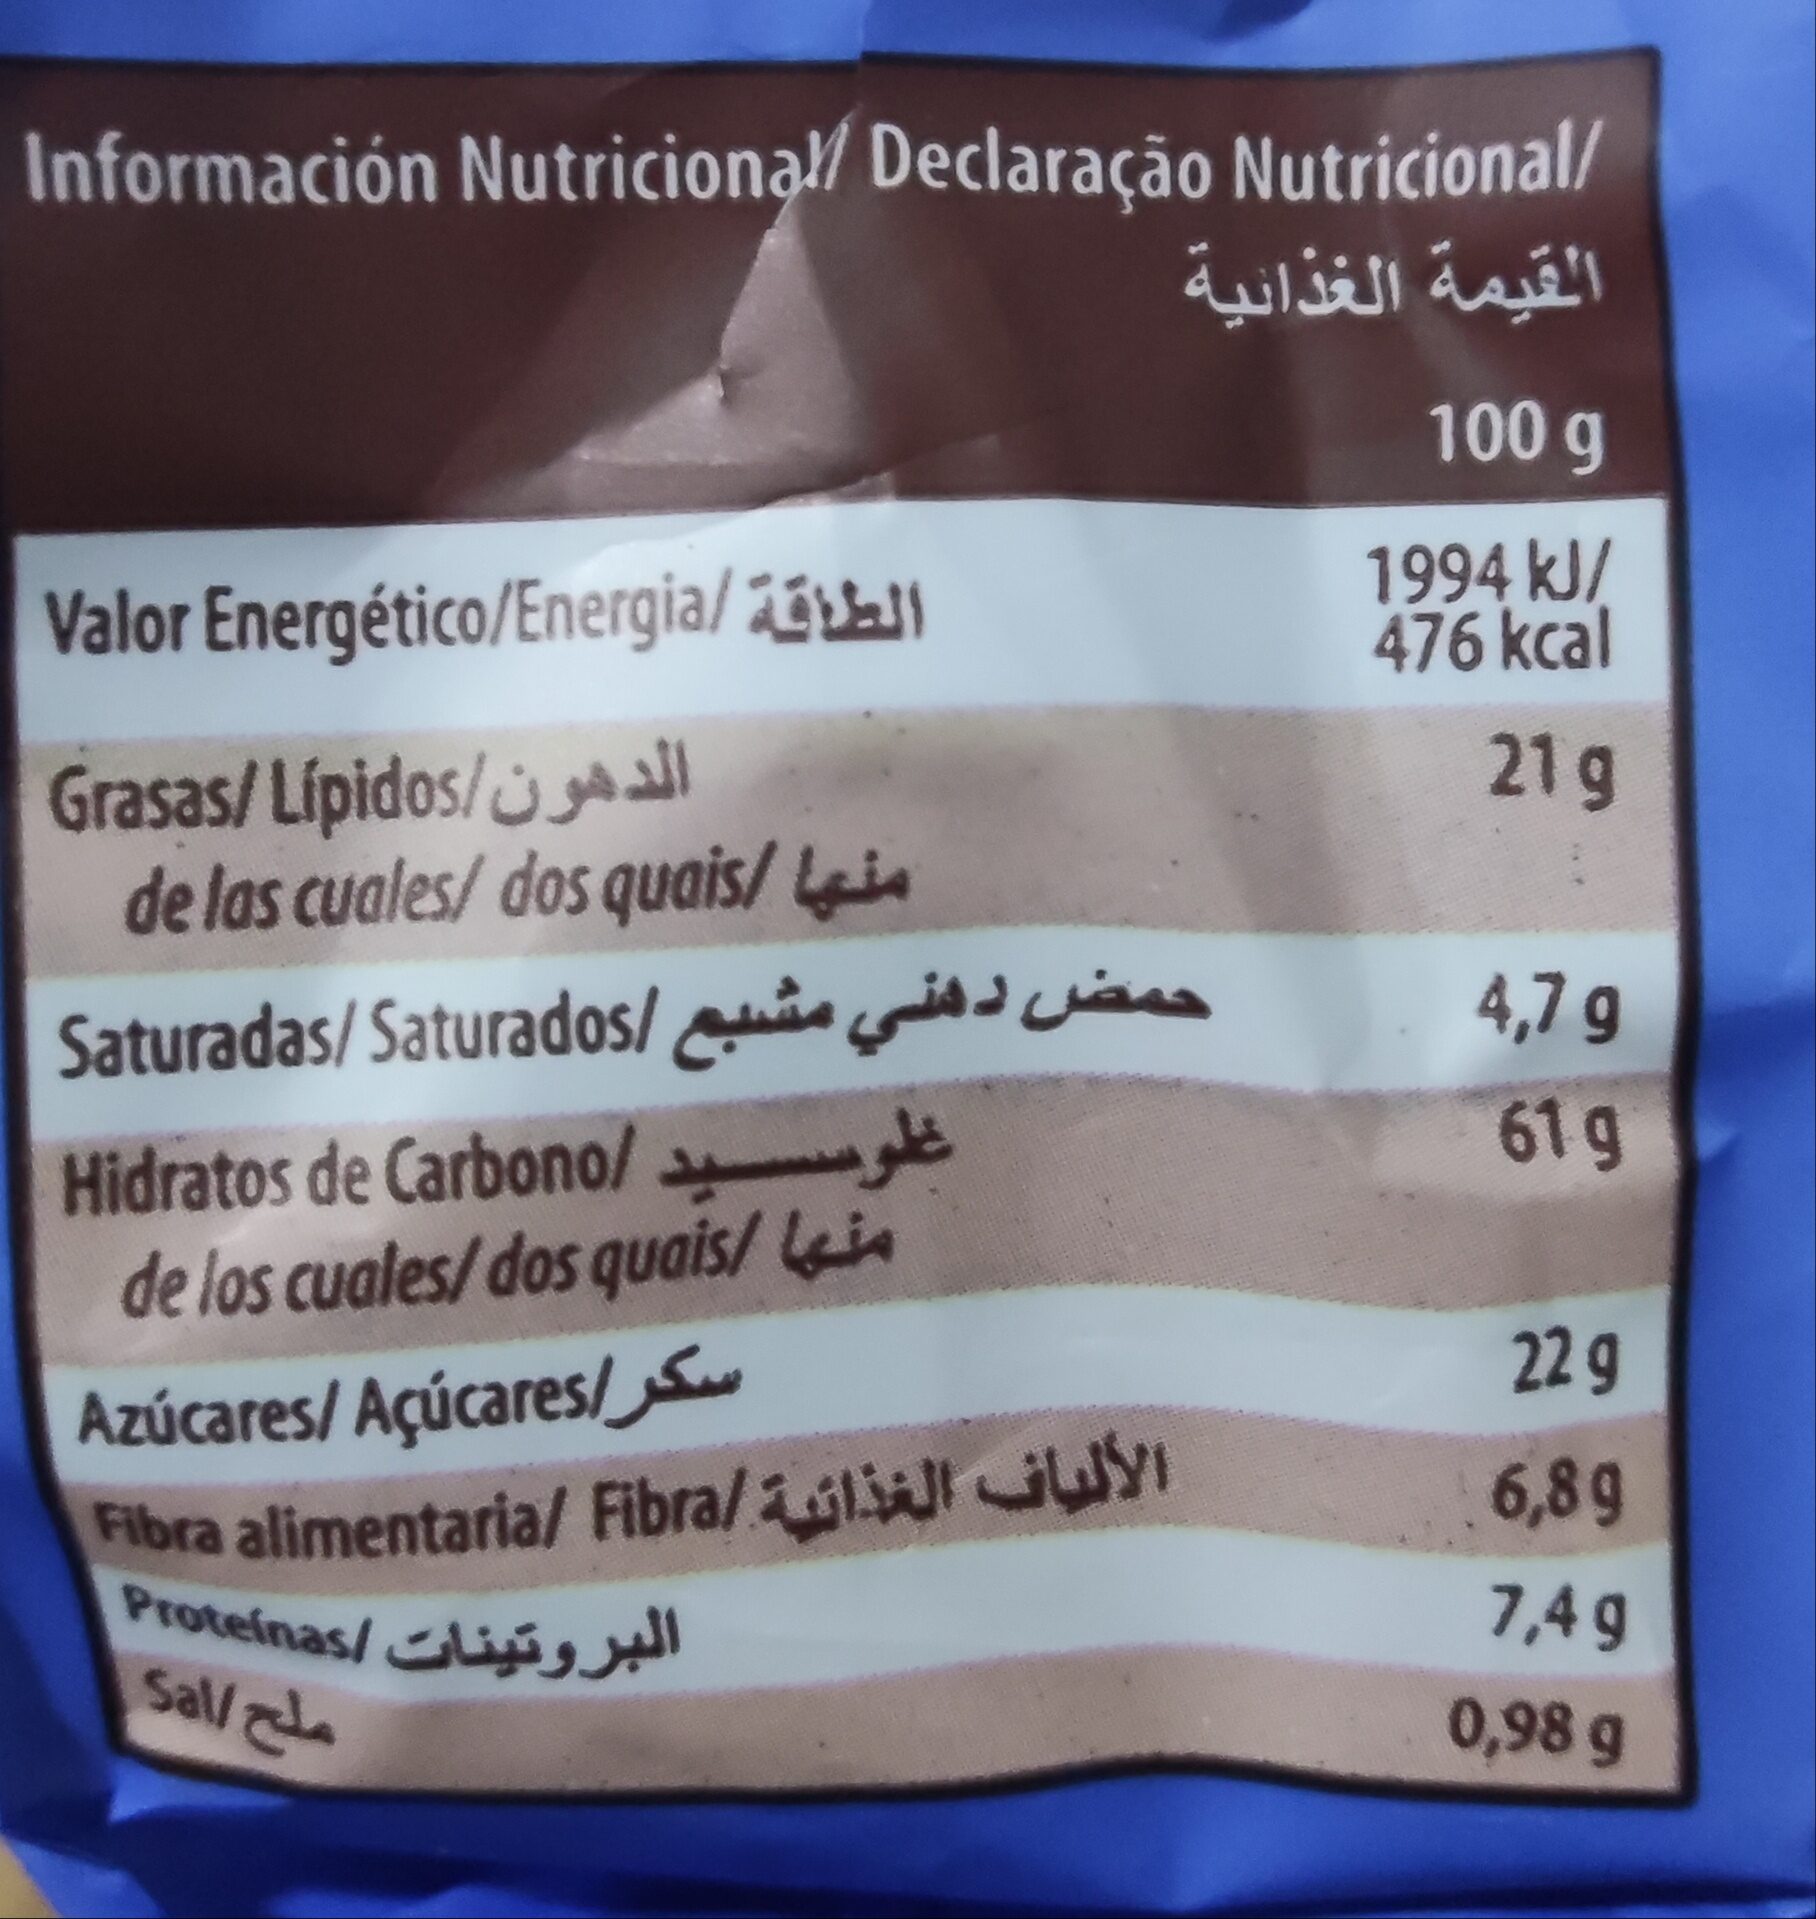 Información Nutricional/ Declaração Nutricional/
القيمة الغذائية
100 g
Valor Energético/Energia/ الطاقة 1994 kJ/
476 kcal
Grasas/ Lípidos/ الدهون 21 g
de las cuales/ dos quais/ منها
Saturadas/ Saturados/ حمض دهني مشبع 4,7 g
Hidratos de Carbono/ غلوسيد 61 g
de los cuales/ dos quais/ منها
Azúcares/ Açúcares/ سكر 22 g
Fibra alimentaria/ Fibra/ الألياف الغذائية 6,8 g
Proteínas/ البروتينات 7,4 g
Sal/ ملح 0,98 g